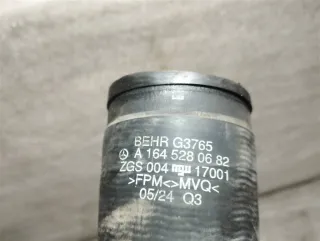 BEHR G3765
A 164 528 06.82
ZGS 004 17001
>FPM<>MVQ<
05/24 Q3